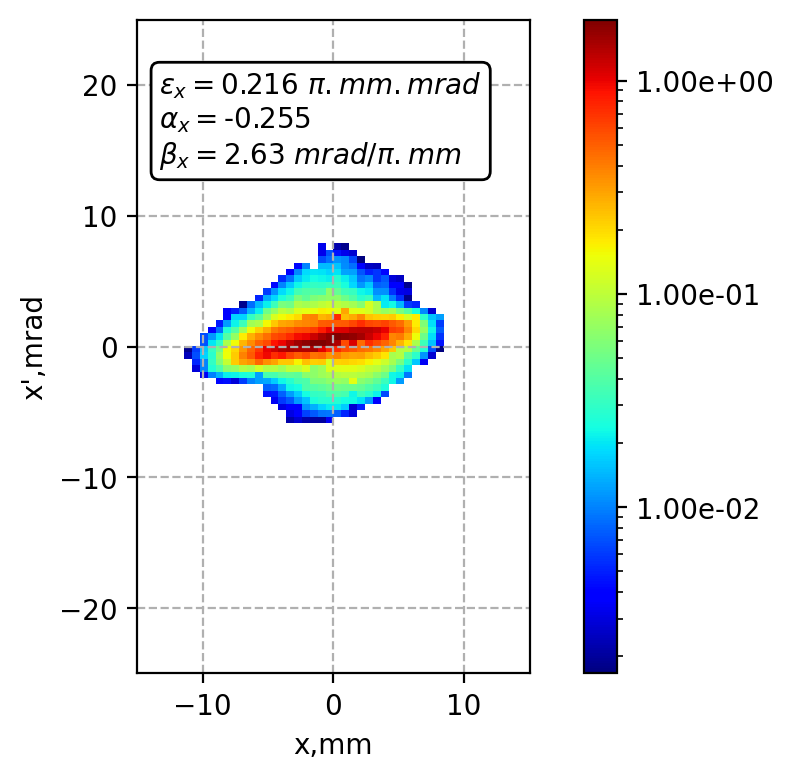 εx = 0.216 π.mm.mrad
αx = -0.255
βx = 2.63 mrad/π.mm
20
10
0
−10
−20
x',mrad
−10 0 10
x,mm
1.00e+00
1.00e-01
1.00e-02